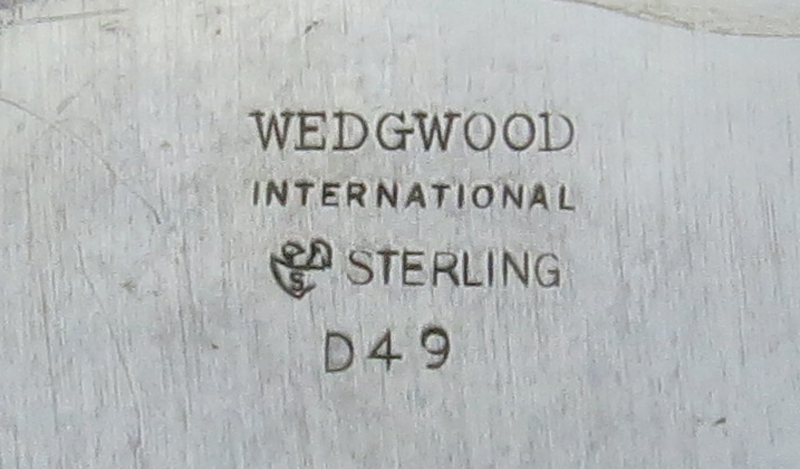 WEDGWOOD
INTERNATIONAL
S STERLING
D49